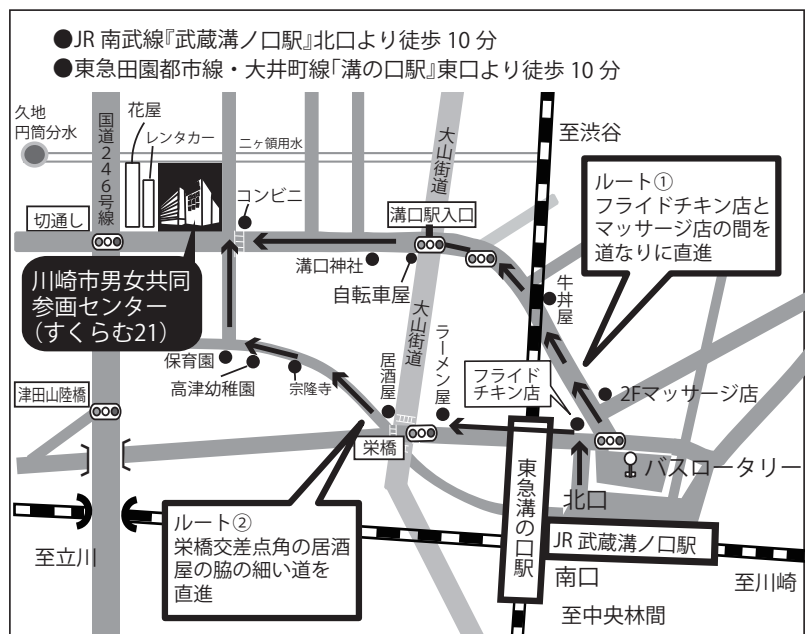 ●JR 南武線『武蔵溝ノ口駅』北口より徒歩 10 分
●東急田園都市線・大井町線｢溝の口駅｣東口より徒歩 10 分
久地
円筒分水
国道246号線
花屋
レンタカー
二ヶ領用水
大山街道
至渋谷
ルート①
フライドチキン店と
マッサージ店の間を
道なりに直進
コンビニ
溝口駅入口
切通し
溝口神社
自転車屋
牛丼屋
川崎市男女共同
参画センター
（すくらむ21）
大山街道
保育園
高津幼稚園
宗隆寺
居酒屋
ラーメン屋
フライド
チキン店
2Fマッサージ店
津田山陸橋
栄橋
バスロータリー
北口
東急溝の口駅
ルート②
栄橋交差点角の居酒
屋の脇の細い道を
直進
JR 武蔵溝ノ口駅
至立川
南口
至川崎
至中央林間